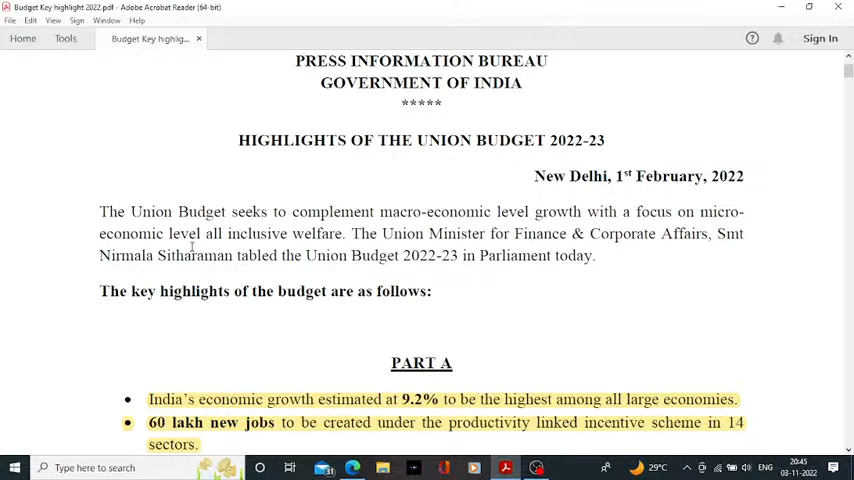 Budget Key highlight 2022.pdf - Adobe Acrobat Reader (64-bit)
File Edit View Sign Window Help
Home Tools Budget Key highlig... × Sign In
PRESS INFORMATION BUREAU
GOVERNMENT OF INDIA
*****
HIGHLIGHTS OF THE UNION BUDGET 2022-23
New Delhi, 1st February, 2022
The Union Budget seeks to complement macro-economic level growth with a focus on micro-
economic level all inclusive welfare. The Union Minister for Finance & Corporate Affairs, Smt
Nirmala Sitharaman tabled the Union Budget 2022-23 in Parliament today.
The key highlights of the budget are as follows:
PART A
• India’s economic growth estimated at 9.2% to be the highest among all large economies.
• 60 lakh new jobs to be created under the productivity linked incentive scheme in 14
sectors.
Type here to search 31 29°C ENG 20:45
03-11-2022